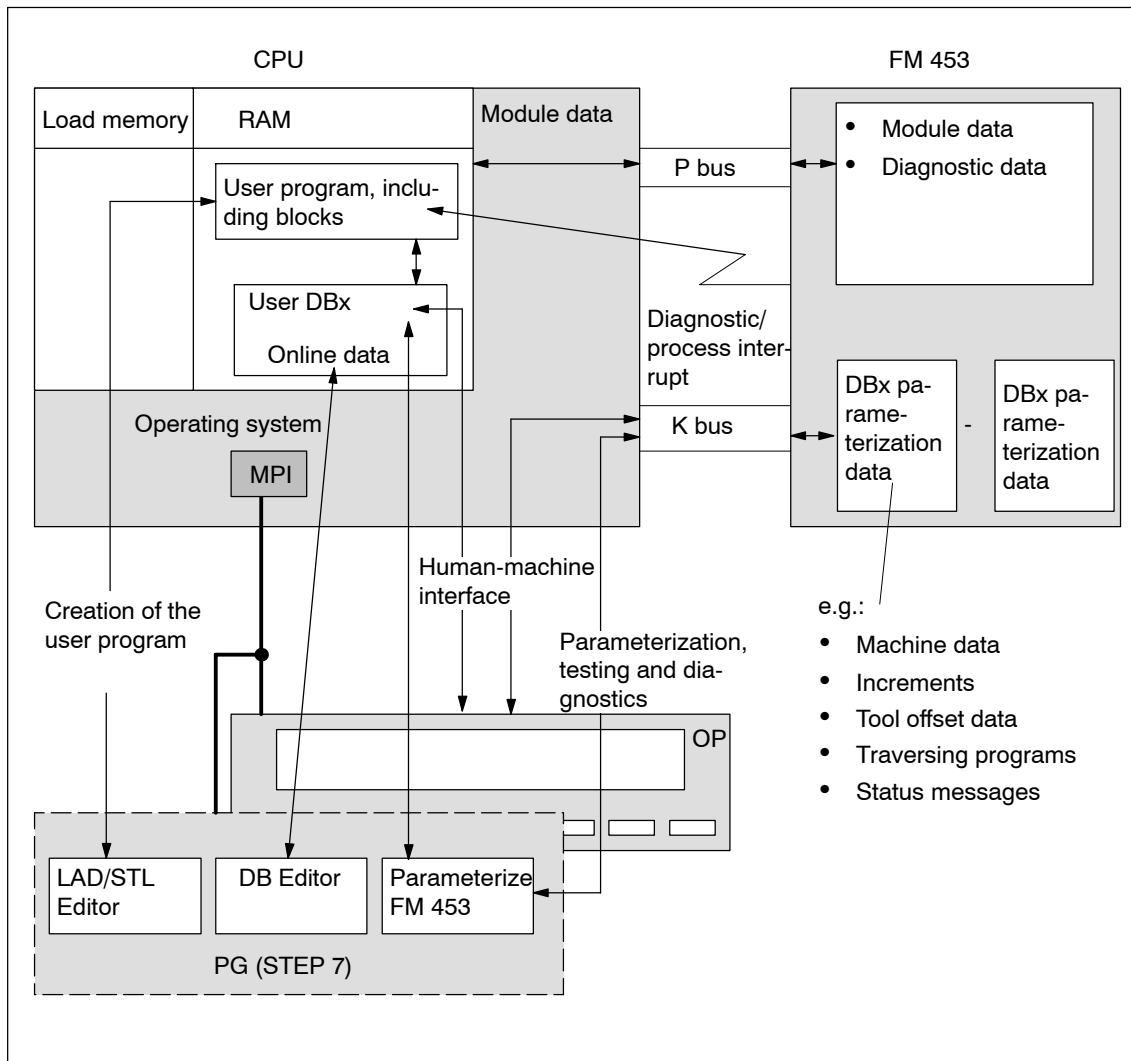 CPU
FM 453
Load memory
RAM
Module data
User program, inclu-
ding blocks
P bus
• Module data
• Diagnostic data
User DBx
Online data
Diagnostic/
process inter-
rupt
Operating system
MPI
K bus
DBx pa-
rame-
terization
data
-
DBx pa-
rame-
terization
data
Creation of the
user program
Human-machine
interface
Parameterization,
testing and dia-
gnostics
e.g.:
• Machine data
• Increments
• Tool offset data
• Traversing programs
• Status messages
OP
LAD/STL
Editor
DB Editor
Parameterize
FM 453
PG (STEP 7)